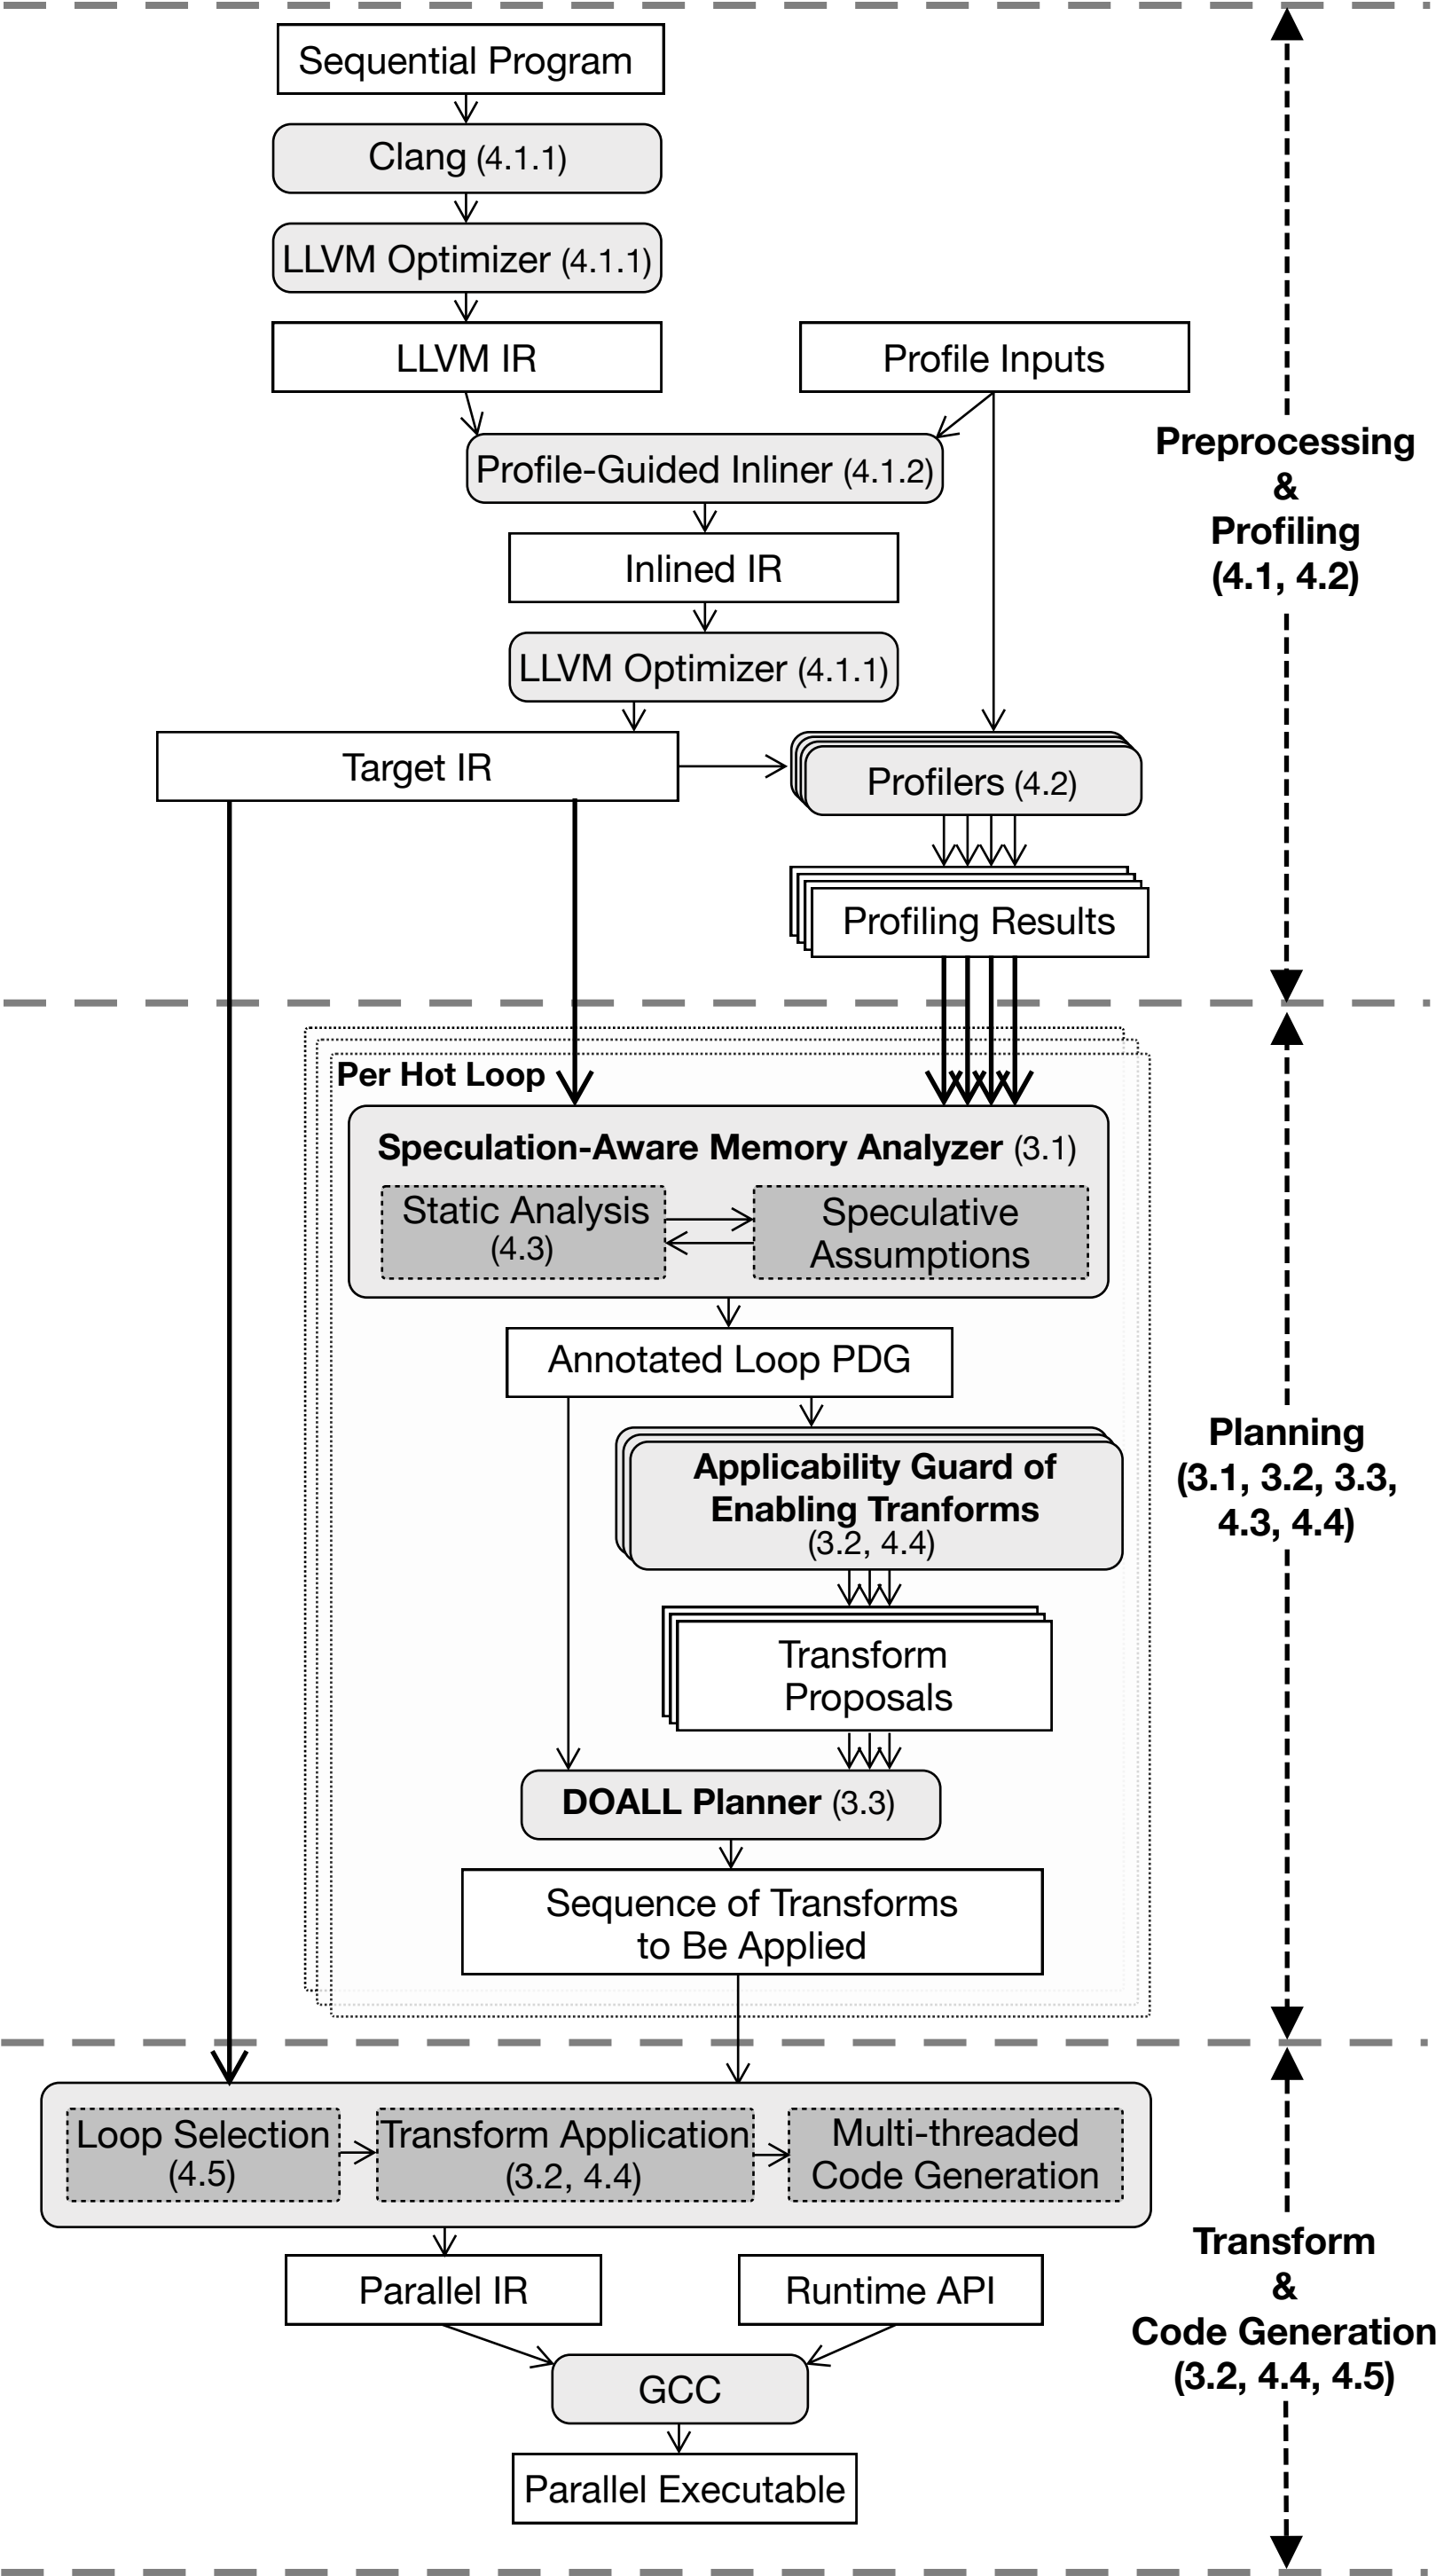 Sequential Program
Clang (4.1.1)
LLVM Optimizer (4.1.1)
LLVM IR
Profile Inputs
Profile-Guided Inliner (4.1.2)
Inlined IR
LLVM Optimizer (4.1.1)
Target IR
Profilers (4.2)
Profiling Results
Preprocessing
&
Profiling
(4.1, 4.2)
Per Hot Loop
Speculation-Aware Memory Analyzer (3.1)
Static Analysis
(4.3)
Speculative
Assumptions
Annotated Loop PDG
Applicability Guard of
Enabling Tranforms
(3.2, 4.4)
Transform
Proposals
DOALL Planner (3.3)
Sequence of Transforms
to Be Applied
Planning
(3.1, 3.2, 3.3,
4.3, 4.4)
Loop Selection
(4.5)
Transform Application
(3.2, 4.4)
Multi-threaded
Code Generation
Parallel IR
Runtime API
GCC
Parallel Executable
Transform
&
Code Generation
(3.2, 4.4, 4.5)